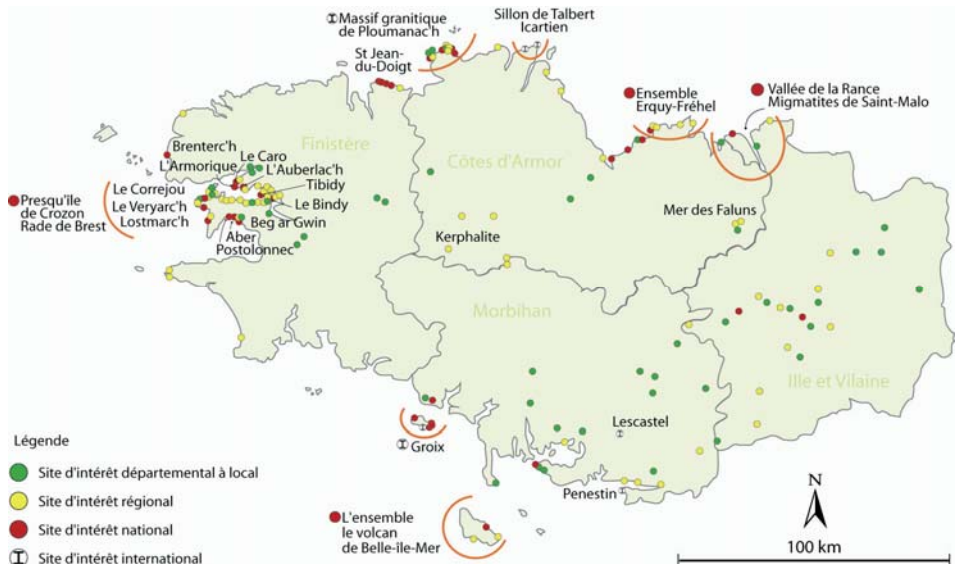 Massif granitique
de Ploumanac'h
Sillon de Talbert
Icartien
St Jean-
du-Doigt
Ensemble
Erquy-Fréhel
Vallée de la Rance
Migmatites de Saint-Malo
Finistère
Côtes d'Armor
Brenterc'h
Le Caro
L'Armorique
L'Auberlac'h
Tibidy
Le Correjou
Le Bindy
Presqu'île
de Crozon
Rade de Brest
Le Veryarc'h
Lostmarc'h
Beg ar Gwin
Aber
Postolonnec
Mer des Faluns
Kerphalite
Morbihan
Ille et Vilaine
Lescastel
Groix
Penestin
L'ensemble
le volcan
de Belle-île-Mer
Légende
Site d'intérêt départemental à local
Site d'intérêt régional
Site d'intérêt national
Site d'intérêt international
N
100 km